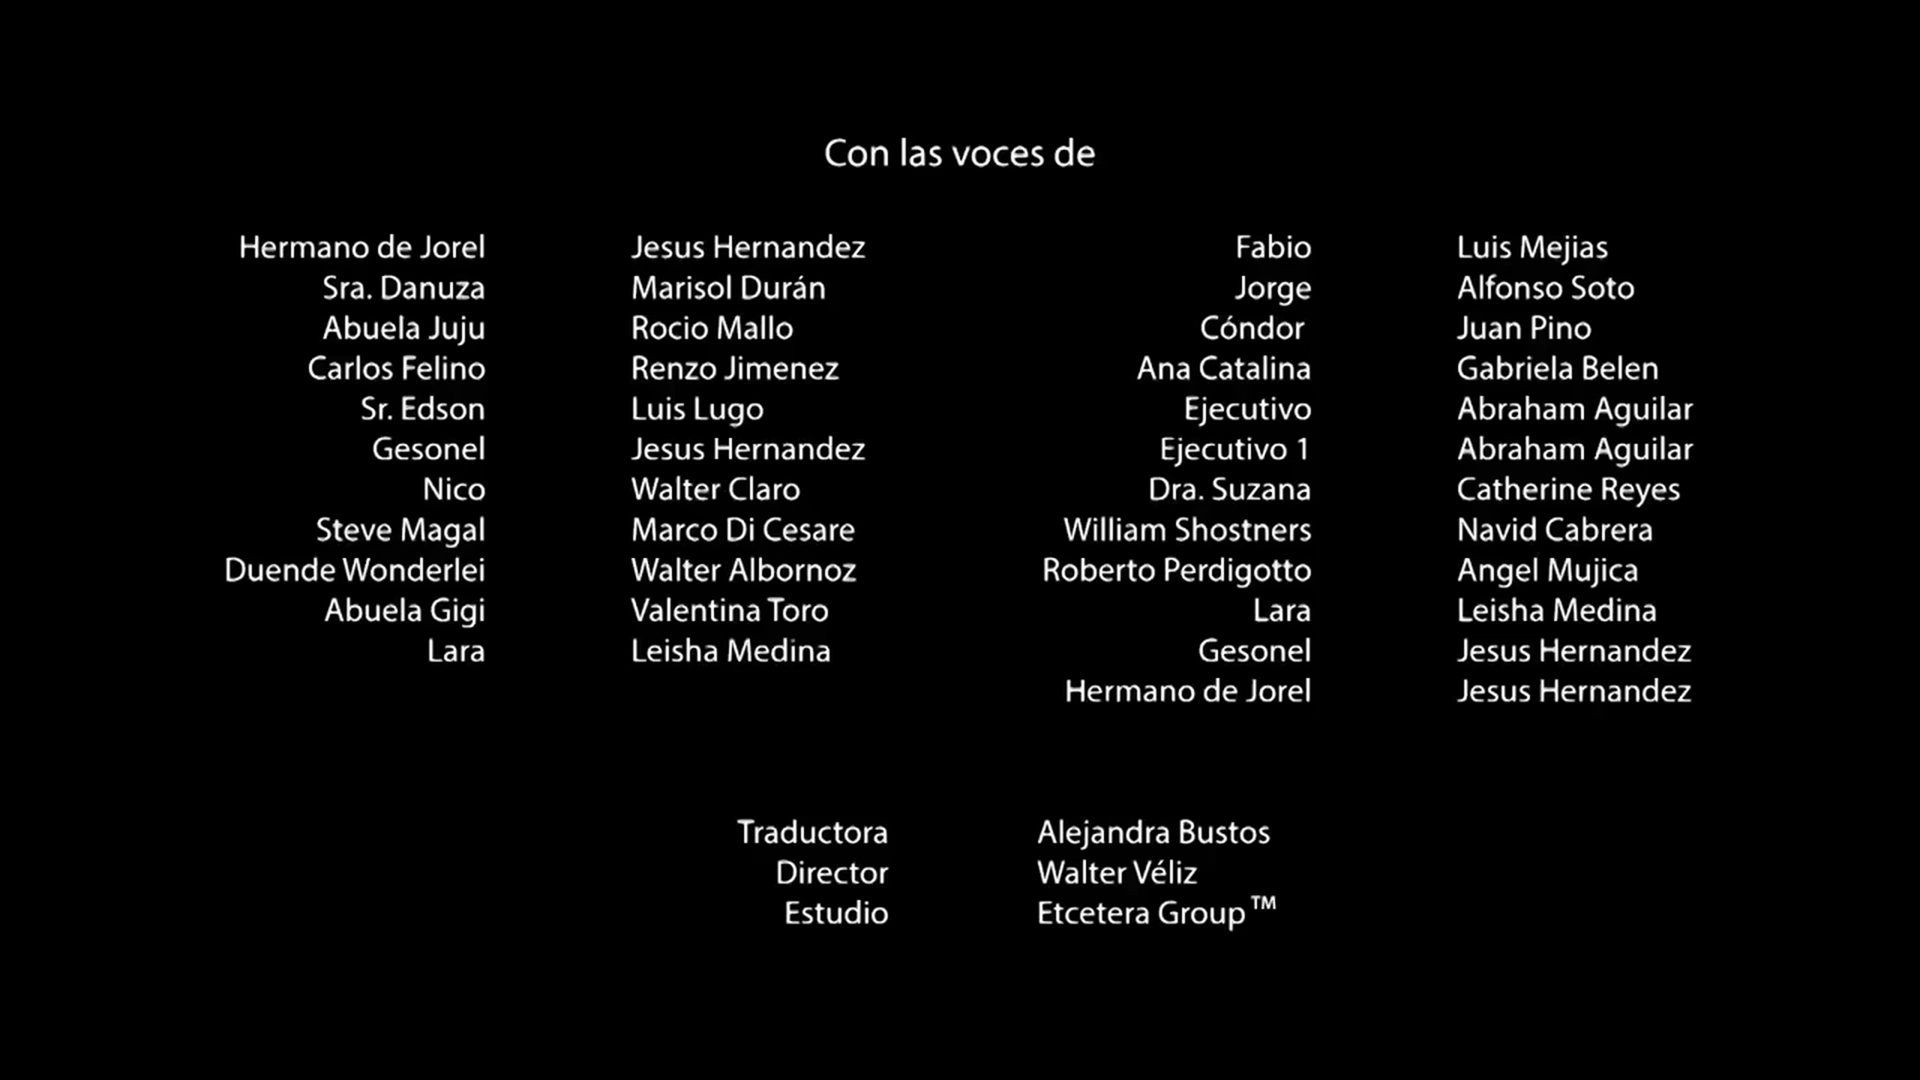 Con las voces de
Hermano de Jorel Jesus Hernandez
Sra. Danuza Marisol Durán
Abuela Juju Rocio Mallo
Carlos Felino Renzo Jimenez
Sr. Edson Luis Lugo
Gesonel Jesus Hernandez
Nico Walter Claro
Steve Magal Marco Di Cesare
Duende Wonderlei Walter Albornoz
Abuela Gigi Valentina Toro
Lara Leisha Medina
Fabio Luis Mejias
Jorge Alfonso Soto
Cóndor Juan Pino
Ana Catalina Gabriela Belen
Ejecutivo Abraham Aguilar
Ejecutivo 1 Abraham Aguilar
Dra. Suzana Catherine Reyes
William Shostners Navid Cabrera
Roberto Perdigotto Angel Mujica
Lara Leisha Medina
Gesonel Jesus Hernandez
Hermano de Jorel Jesus Hernandez
Traductora Alejandra Bustos
Director Walter Véliz
Estudio Etcetera Group™